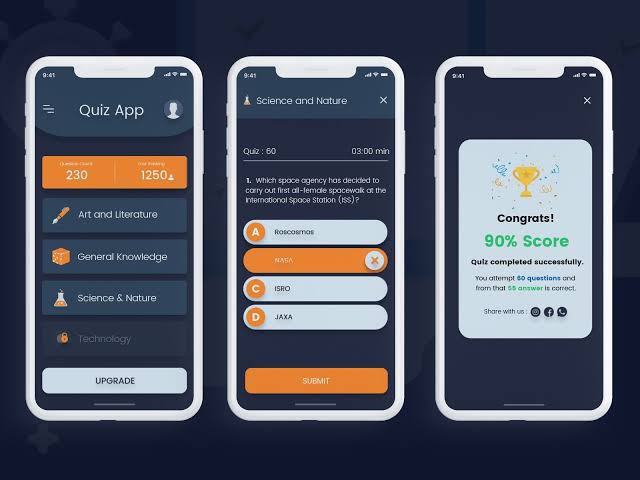 9:41
Quiz App
Question Count
230
Your Ranking
1250
Art and Literature
General Knowledge
Science & Nature
Technology
UPGRADE
9:41
Science and Nature
Quiz : 60
03:00 min
1. Which space agency has decided to
carry out first all-female spacewalk at the
International Space Station (ISS)?
A Roscosmos
NASA
C ISRO
D JAXA
SUBMIT
9:41
Congrats!
90% Score
Quiz completed successfully.
You attempt 60 questions and
from that 55 answer is correct.
Share with us :